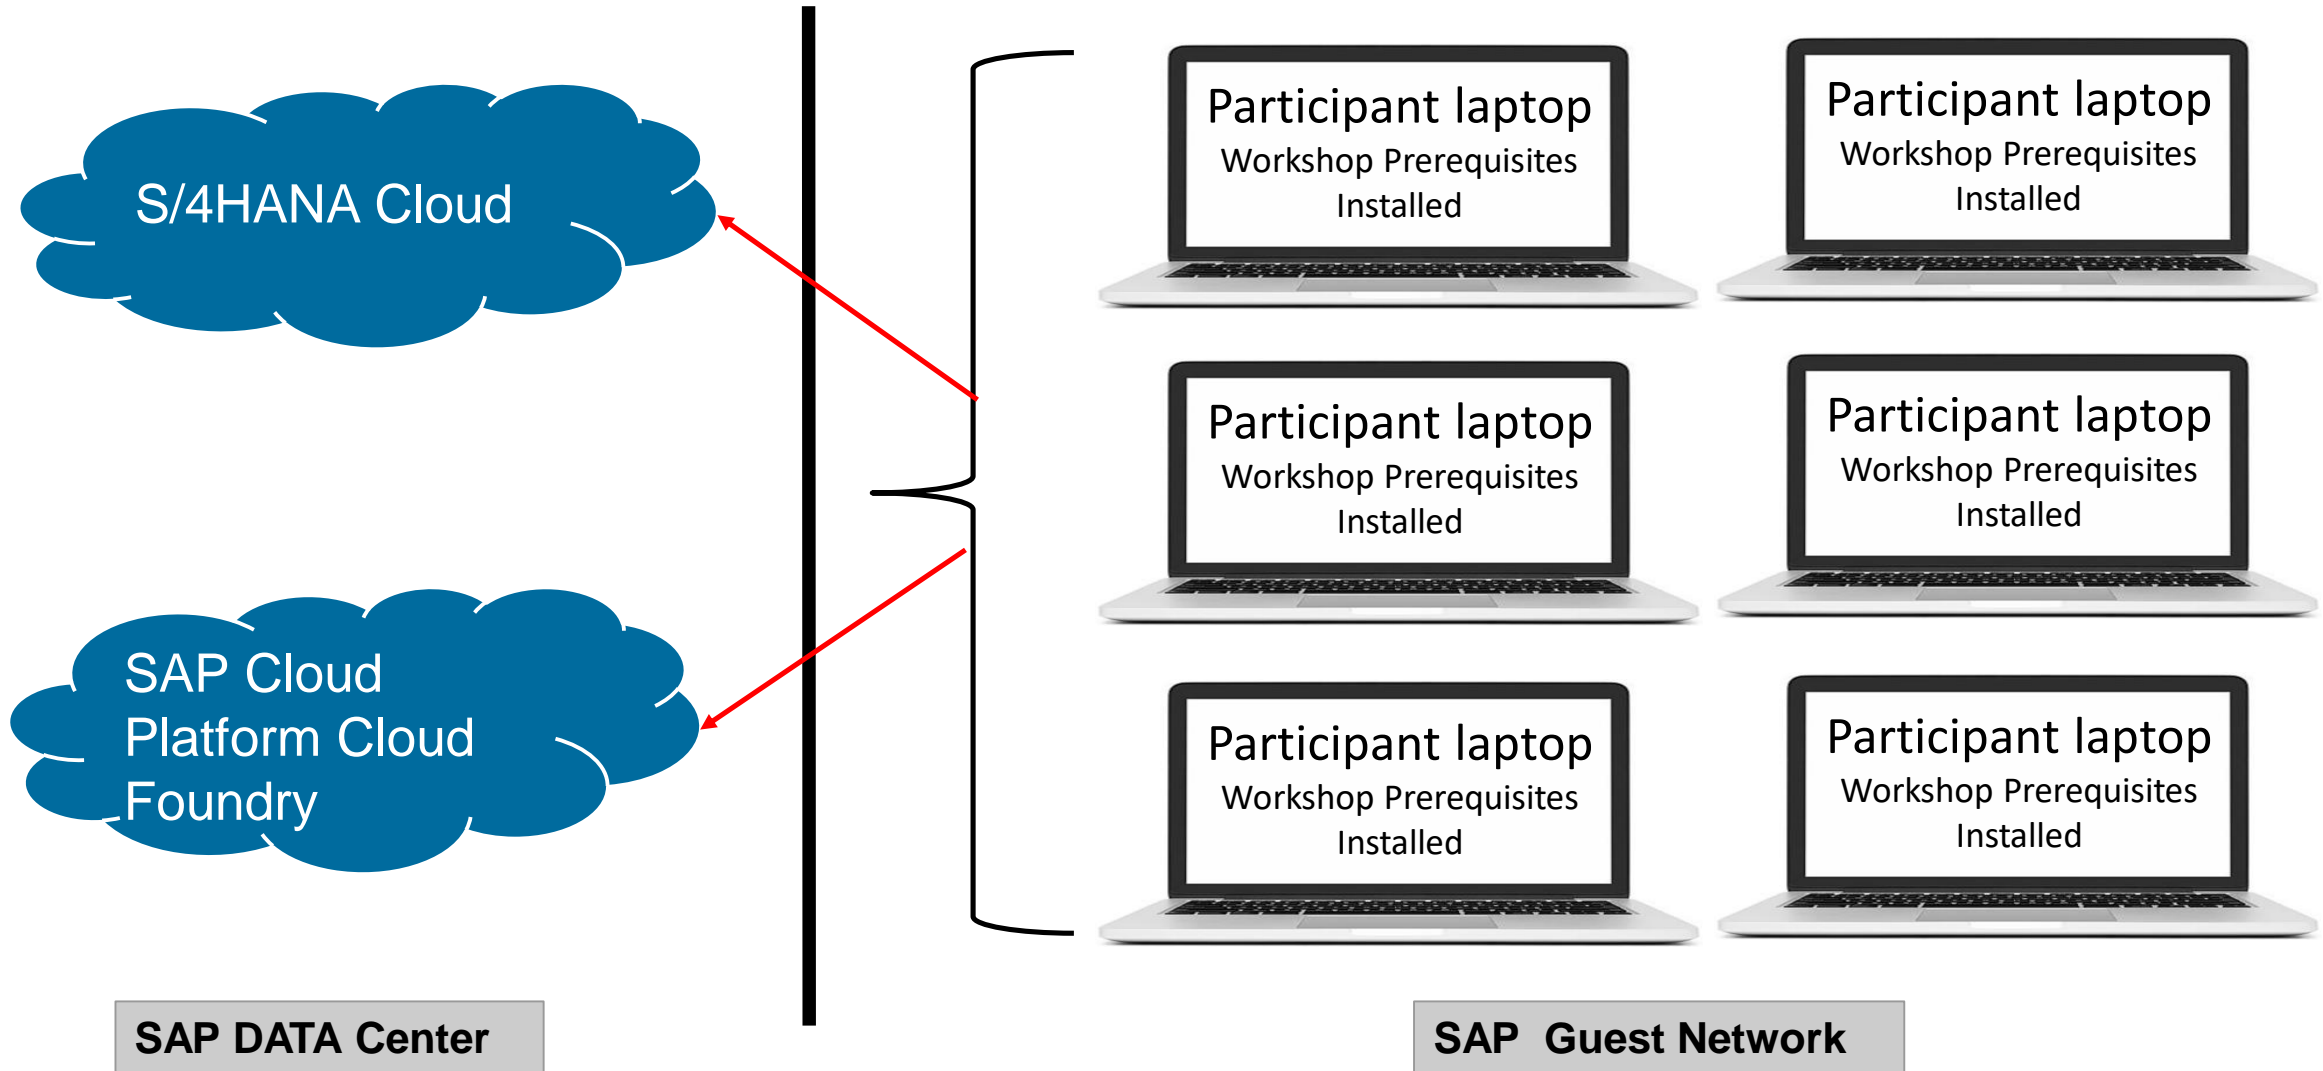 S/4HANA Cloud
SAP Cloud
Platform Cloud
Foundry
SAP DATA Center
Participant laptop
Workshop Prerequisites
Installed
Participant laptop
Workshop Prerequisites
Installed
Participant laptop
Workshop Prerequisites
Installed
Participant laptop
Workshop Prerequisites
Installed
Participant laptop
Workshop Prerequisites
Installed
Participant laptop
Workshop Prerequisites
Installed
SAP  Guest Network